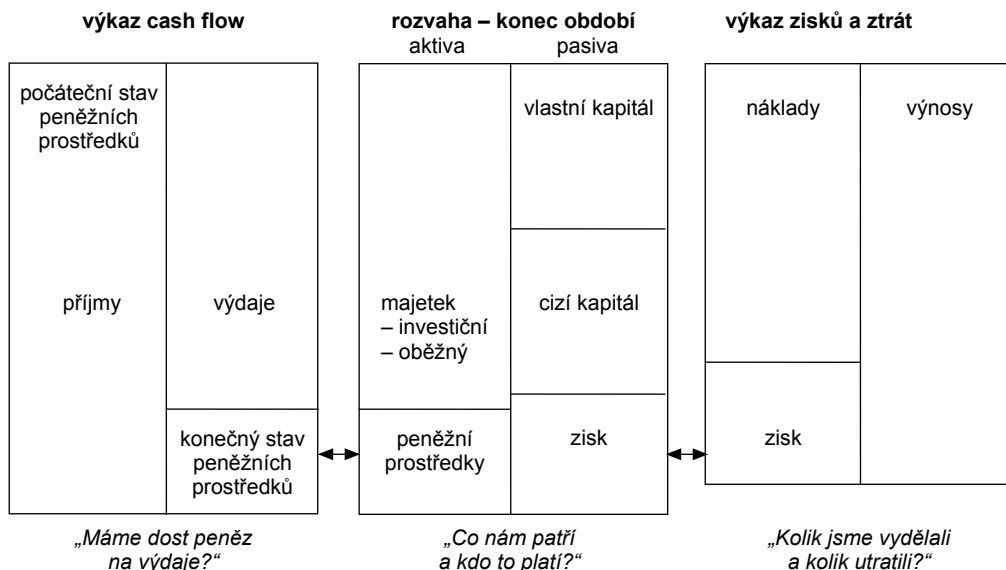 výkaz cash flow
rozvaha – konec období
aktiva
pasiva
výkaz zisků a ztrát
počáteční stav
peněžních
prostředků
příjmy
výdaje
konečný stav
peněžních
prostředků
majetek
– investiční
– oběžný
peněžní
prostředky
vlastní kapitál
cizí kapitál
zisk
náklady
zisk
výnosy
„Máme dost peněz
na výdaje?“
„Co nám patří
a kdo to platí?“
„Kolik jsme vydělali
a kolik utratili?“